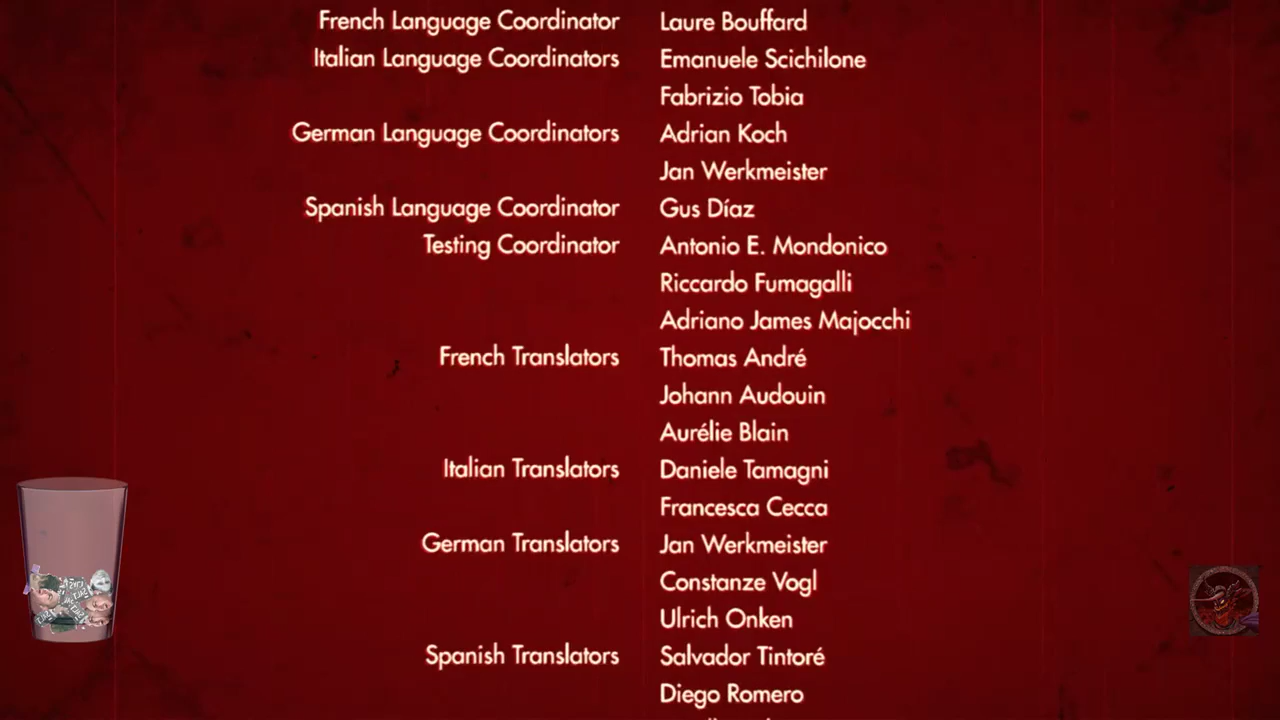 French Language Coordinator Laure Bouffard
Italian Language Coordinators Emanuele Scichilone
Fabrizio Tobia
German Language Coordinators Adrian Koch
Jan Werkmeister
Spanish Language Coordinator Gus Díaz
Testing Coordinator Antonio E. Mondonico
Riccardo Fumagalli
Adriano James Majocchi
French Translators Thomas André
Johann Audouin
Aurélie Blain
Italian Translators Daniele Tamagni
Francesca Cecca
German Translators Jan Werkmeister
Constanze Vogl
Ulrich Onken
Spanish Translators Salvador Tintoré
Diego Romero